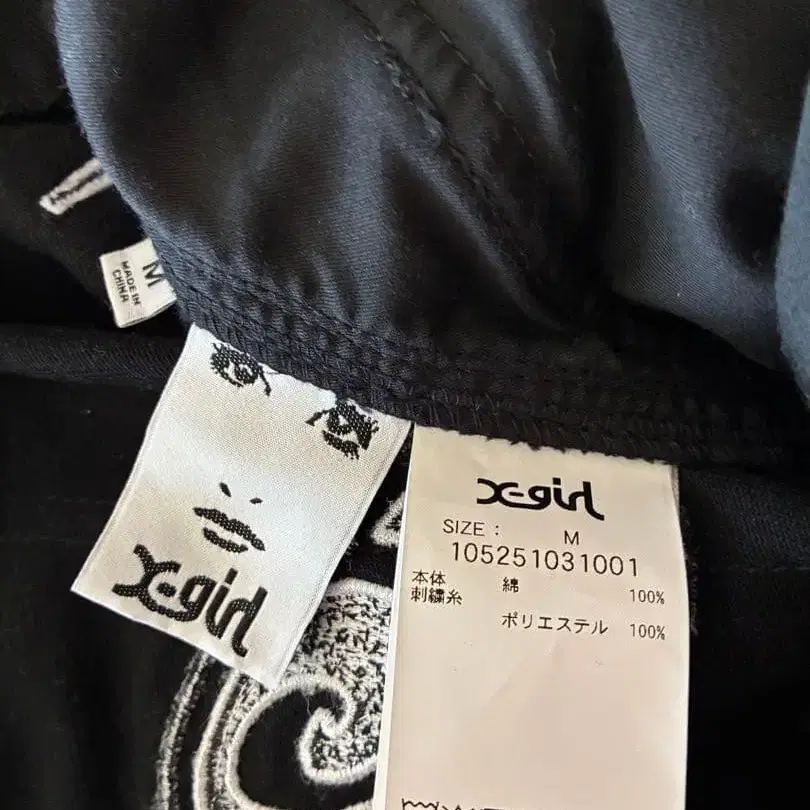 M
MADE IN
CHINA
X-girl
X-girl
SIZE : M
105251031001
本体 綿 100%
刺繍糸
ポリエステル 100%